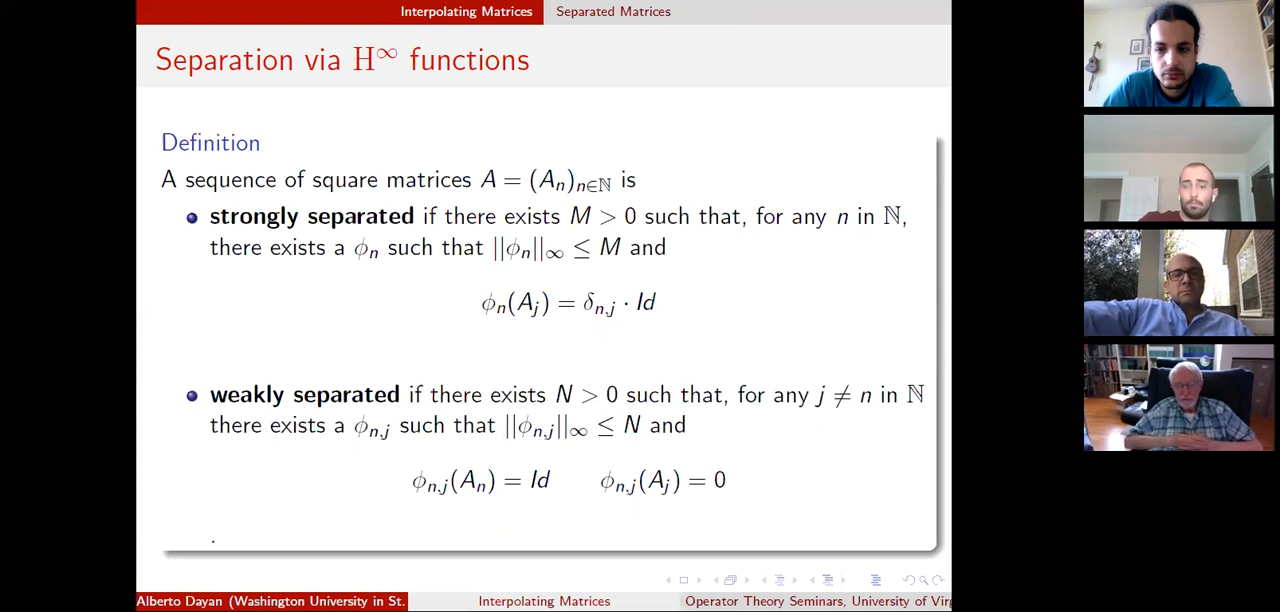 Interpolating Matrices Separated Matrices
Separation via H^∞ functions
Definition
A sequence of square matrices A = (A_n)_{n∈ℕ} is
strongly separated if there exists M > 0 such that, for any n in ℕ,
there exists a ϕ_n such that ||ϕ_n||_∞ ≤ M and
ϕ_n(A_j) = δ_{n,j} · Id
weakly separated if there exists N > 0 such that, for any j ≠ n in ℕ
there exists a ϕ_{n,j} such that ||ϕ_{n,j}||_∞ ≤ N and
ϕ_{n,j}(A_n) = Id ϕ_{n,j}(A_j) = 0
.
Alberto Dayan (Washington University in St. Interpolating Matrices Operator Theory Seminars, University of Virg